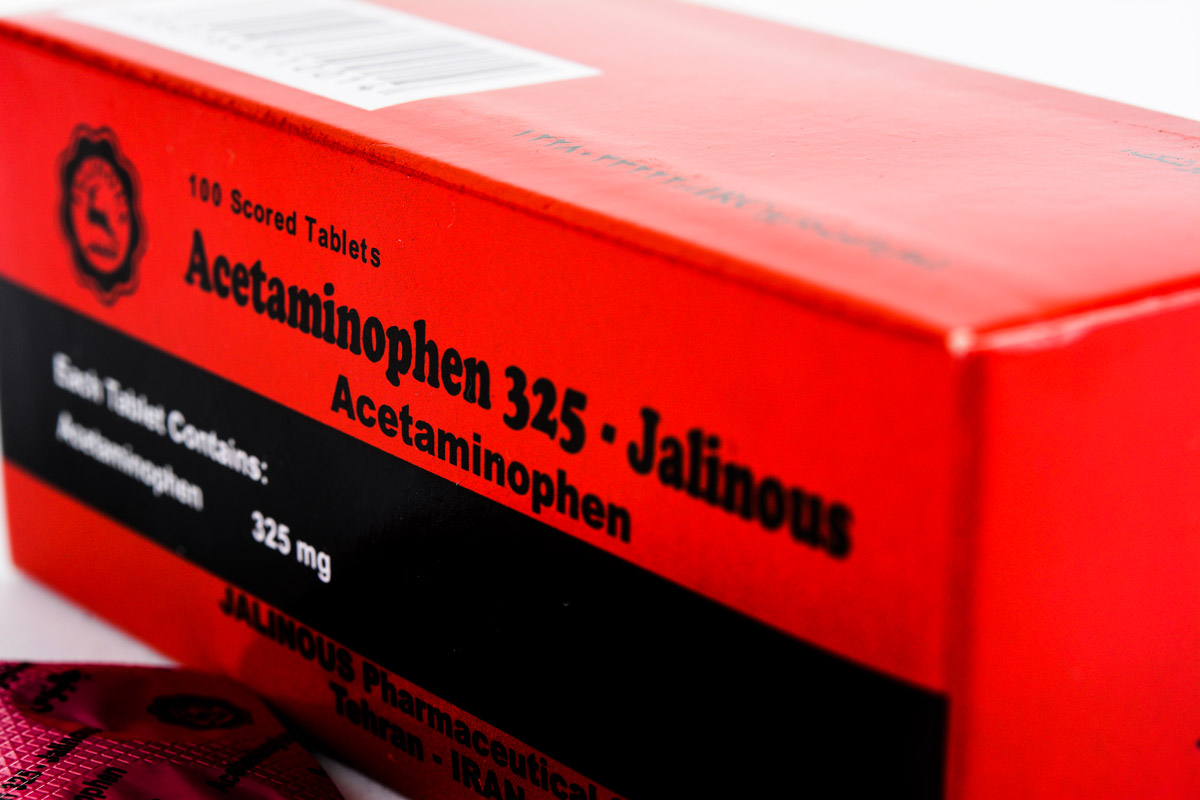 100 Scored Tablets
Acetaminophen 325 - Jalinous
Acetaminophen
Each Tablet Contains:
Acetaminophen
325 mg
JALINOUS Pharmaceutical
Tehran - IRAN